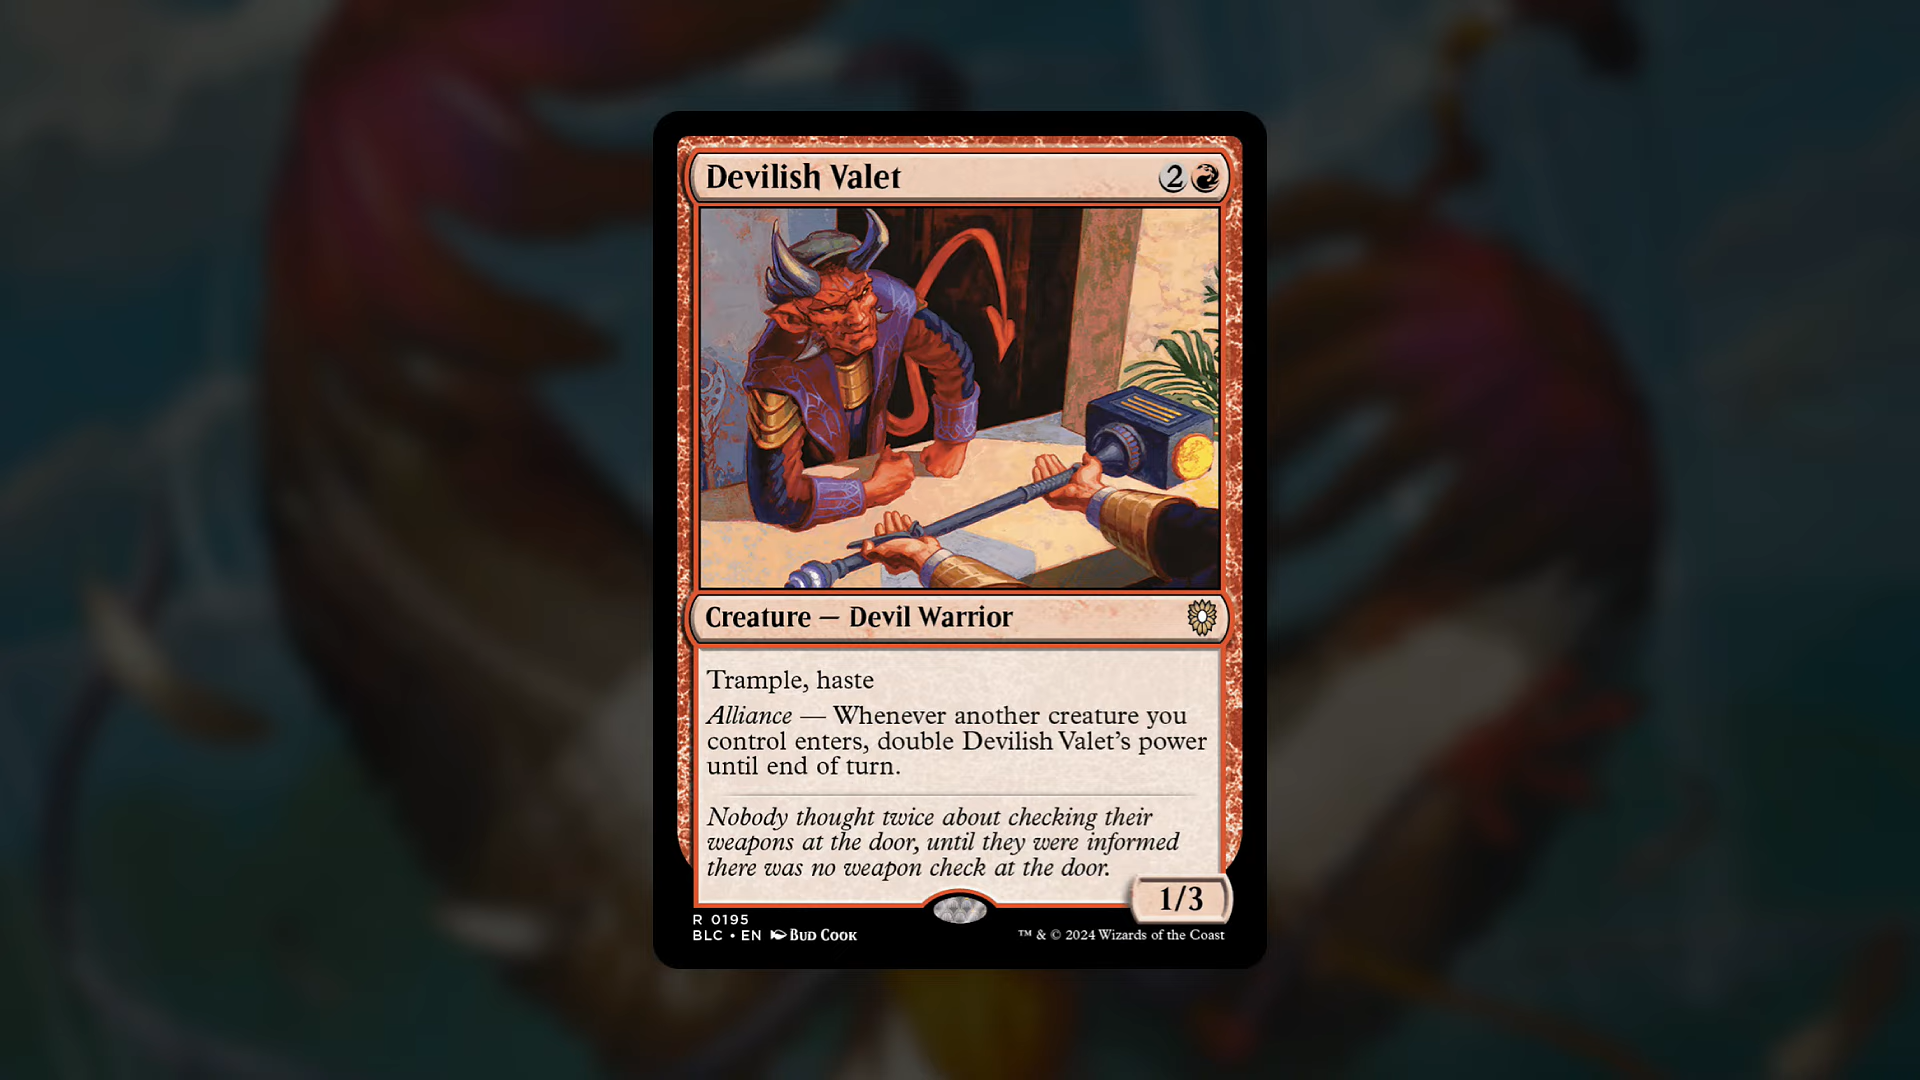 Devilish Valet 2
Creature — Devil Warrior
Trample, haste
Alliance — Whenever another creature you
control enters, double Devilish Valet's power
until end of turn.
Nobody thought twice about checking their
weapons at the door, until they were informed
there was no weapon check at the door.
1/3
R 0195
BLC • EN Bud Cook
™ & © 2024 Wizards of the Coast